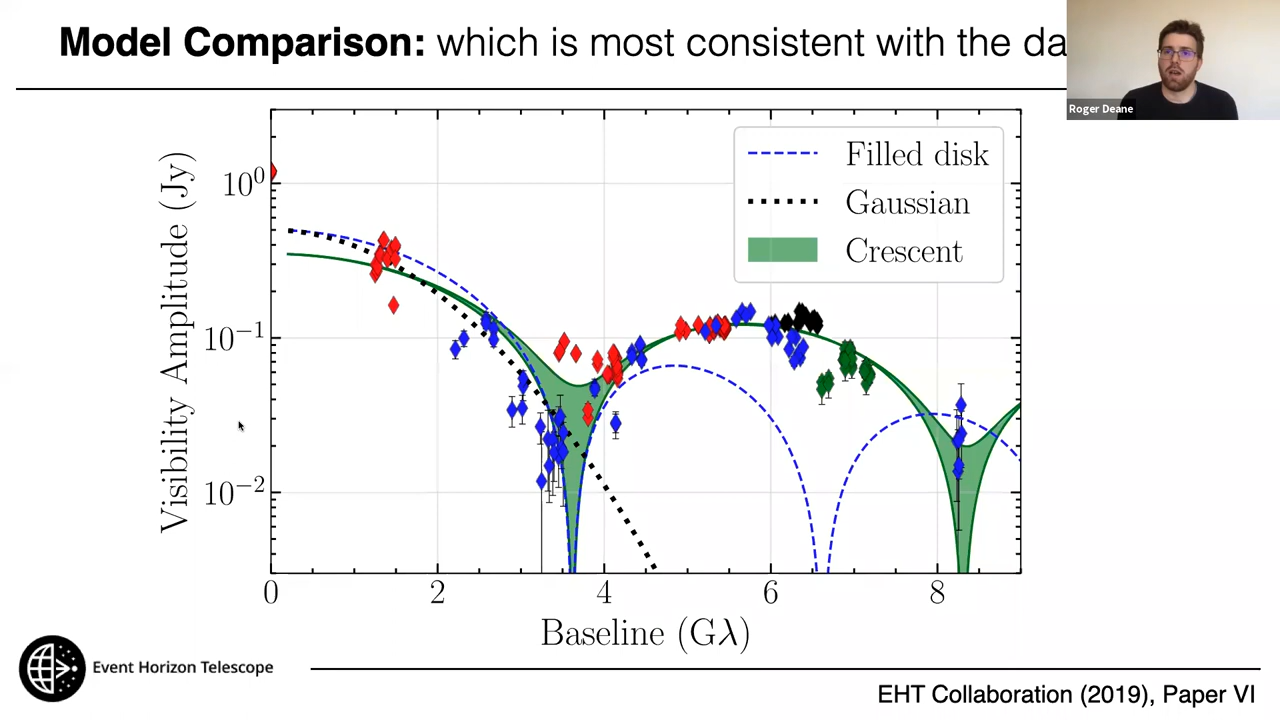 Model Comparison: which is most consistent with the da
Roger Deane
Filled disk
Gaussian
Crescent
Visibility Amplitude (Jy)
10⁰
10⁻¹
10⁻²
0 2 4 6 8
Baseline (Gλ)
Event Horizon Telescope
EHT Collaboration (2019), Paper VI